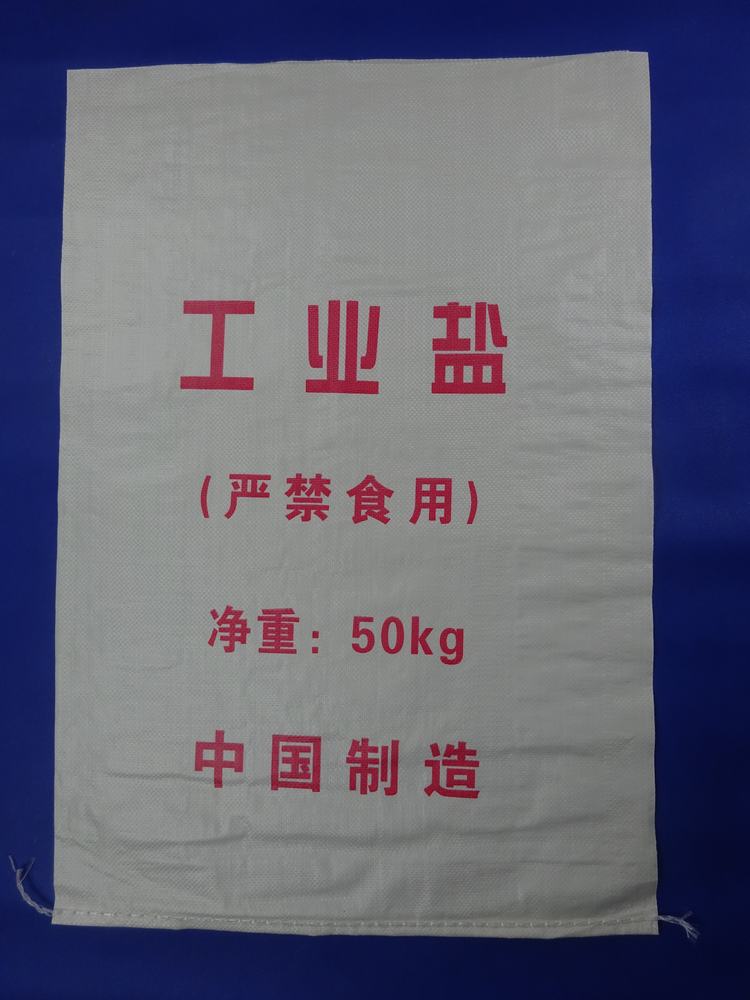 工业盐
(严禁食用)
净重：50kg
中国制造